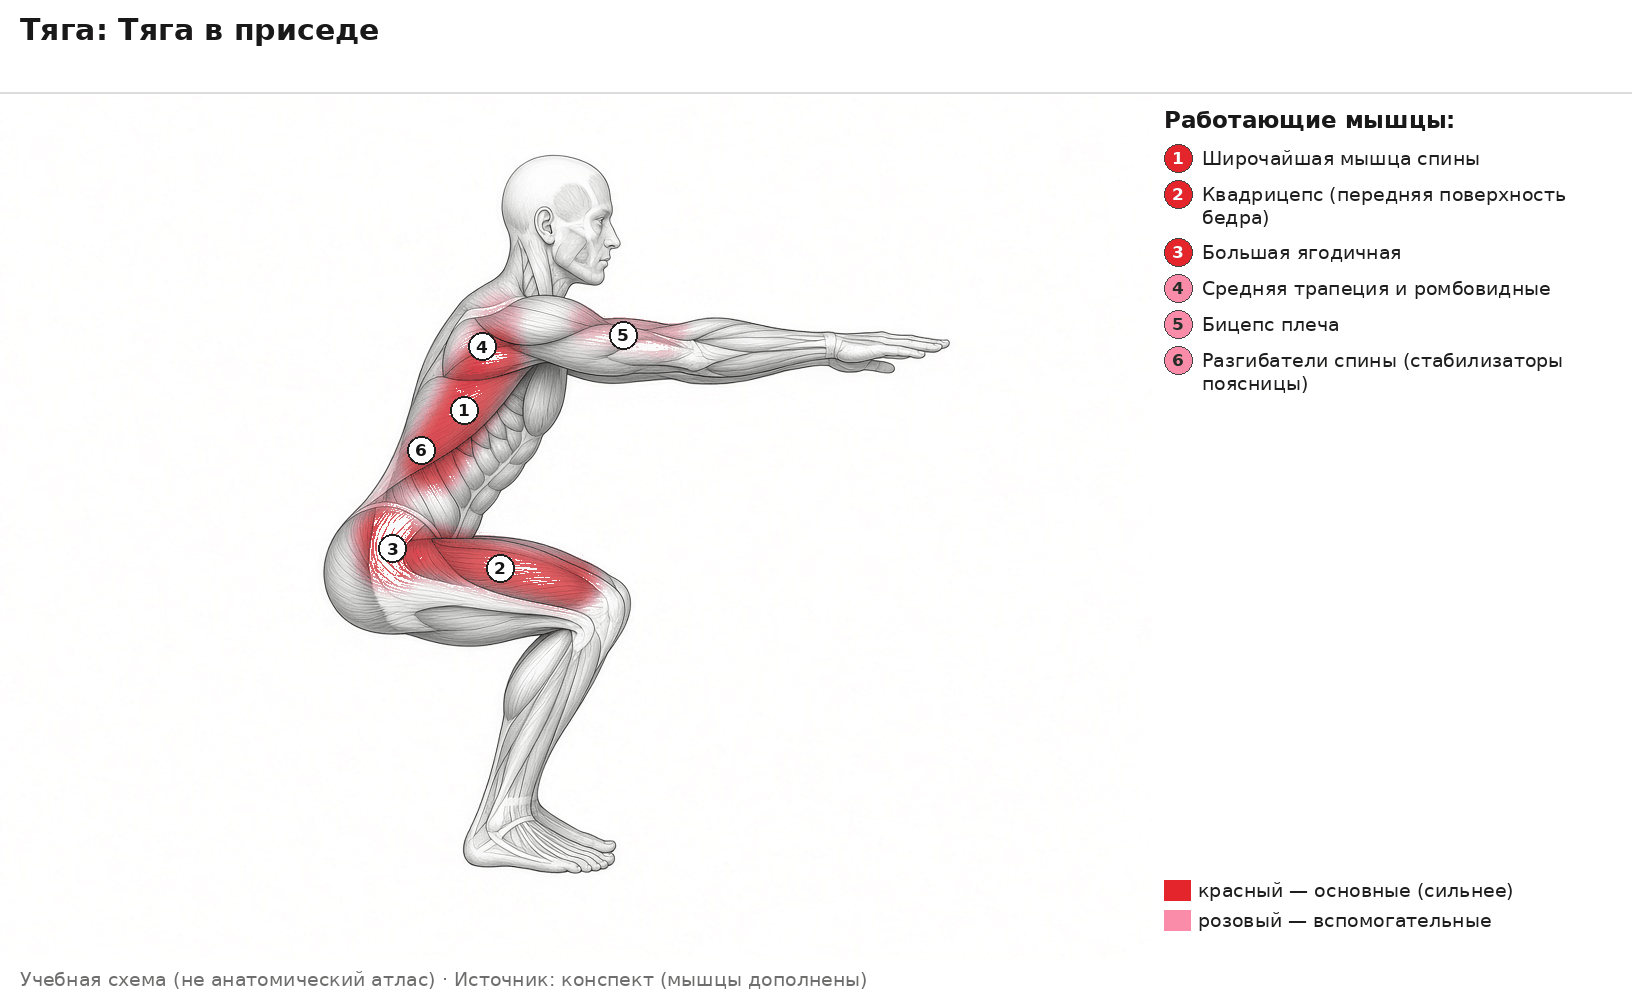 Тяга: Тяга в приседе
Работающие мышцы:
1 Широчайшая мышца спины
2 Квадрицепс (передняя поверхность
бедра)
3 Большая ягодичная
4 Средняя трапеция и ромбовидные
5 Бицепс плеча
6 Разгибатели спины (стабилизаторы
поясницы)
5
4
1
6
3
2
красный — основные (сильнее)
розовый — вспомогательные
Учебная схема (не анатомический атлас) · Источник: конспект (мышцы дополнены)